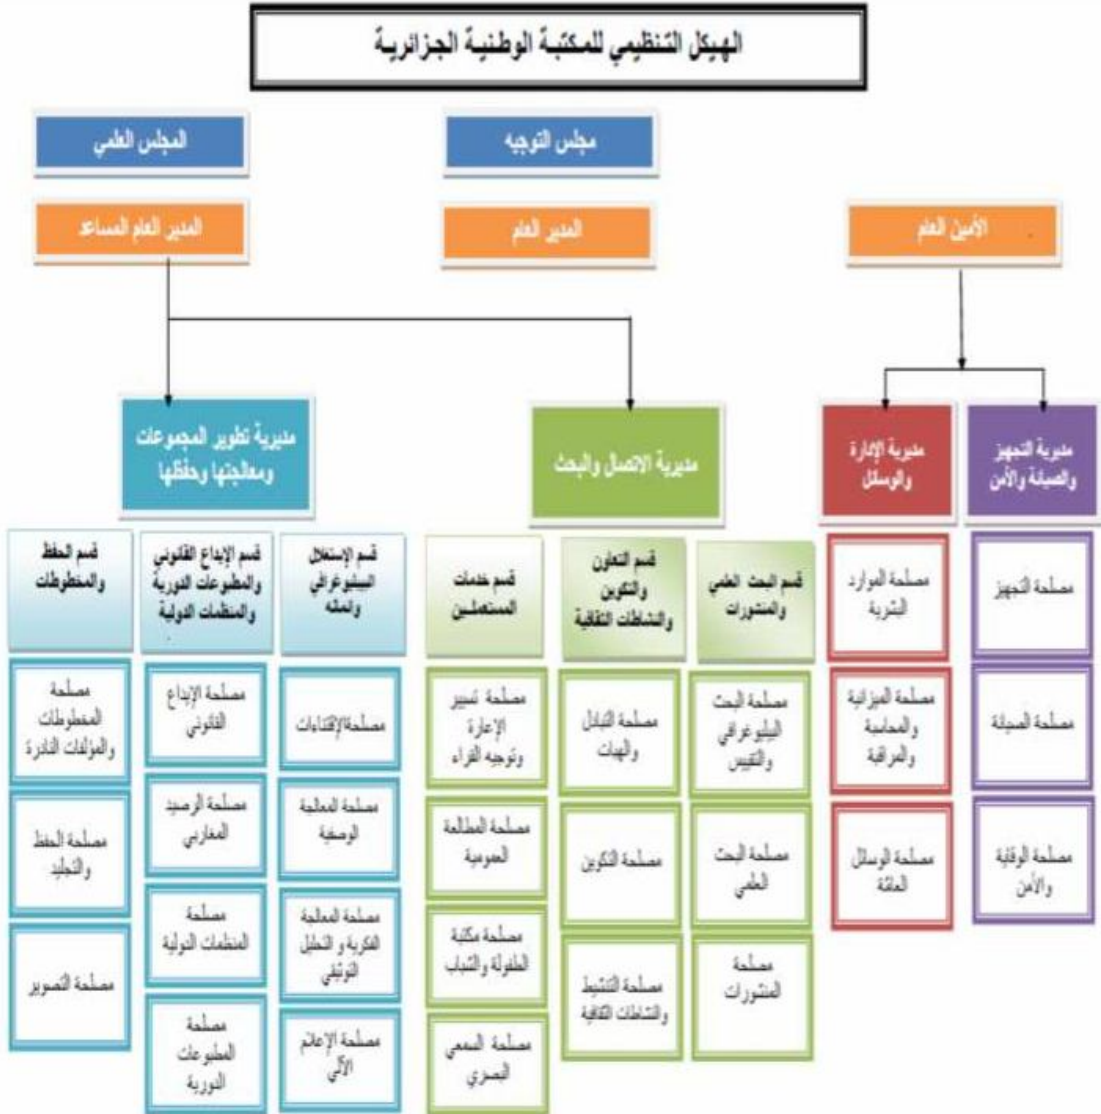 الهيكل التنظيمي للمكتبة الوطنية الجزائرية
مجلس التوجيه
المجلس العلمي
الأمين العام
المدير العام
المدير العام المساعد
مديرية التجهيز
والصيانة والأمن
مديرية الإدارة
والوسائل
مديرية الاتصال والبحث
مديرية تطوير المجموعات
ومعالجتها وحفظها
مصلحة التجهيز
مصلحة الصيانة
مصلحة الوقاية
والأمن
مصلحة الموارد
البشرية
مصلحة الميزانية
والمحاسبة
والمراقبة
مصلحة الوسائل
العامة
قسم البحث العلمي
والمنشورات
مصلحة البحث
البيليوغرافي
والتقييس
مصلحة البحث
العلمي
مصلحة
المنشورات
قسم التعاون
والتكوين
والنشاطات الثقافية
مصلحة التبادل
والهبات
مصلحة التكوين
مصلحة التنشيط
والنشاطات الثقافية
قسم خدمات
المستعملين
مصلحة تسيير
الإعارة
وتوجيه القراء
مصلحة المطالعة
العمومية
مصلحة مكتبة
الطفولة والشباب
مصلحة السمعي
البصري
قسم الإستغلال
البيبليوغرافي
مصلحة الإقتناءات
مصلحة المعالجة
الوصفية
مصلحة المعالجة
الفكرية و التحليل
التوثيقي
مصلحة الإعلام
الآلي
قسم الإيداع القانوني
والمطبوعات الدورية
والمنظمات الدولية
مصلحة الإيداع
القانوني
مصلحة الرصيد
المغاربي
مصلحة
المنظمات الدولية
مصلحة
المطبوعات
الدورية
قسم الحفظ
والمخطوطات
مصلحة
المخطوطات
والمؤلفات النادرة
مصلحة الحفظ
والتجليد
مصلحة التصوير